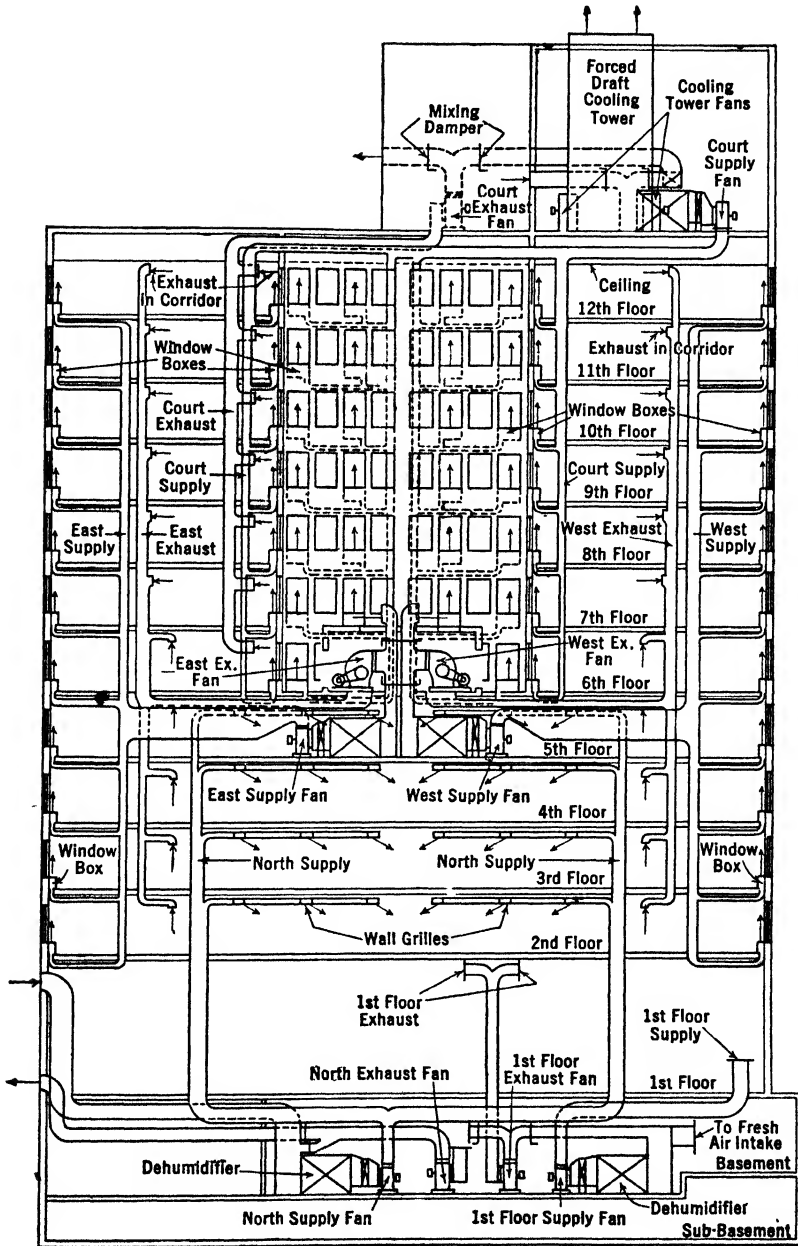 Forced
Draft
Cooling
Tower
Cooling
Tower Fans
Mixing
Damper
Court
Supply
Fan
Court
Exhaust
Fan
Exhaust
in Corridor
Ceiling
12th Floor
Exhaust in Corridor
11th Floor
Window
Boxes
Window Boxes
10th Floor
Court
Exhaust
Court
Supply
Court Supply
9th Floor
East
Supply
East
Exhaust
West Exhaust
8th Floor
West
Supply
7th Floor
East Ex.
Fan
West Ex.
Fan
6th Floor
5th Floor
East Supply Fan
West Supply Fan
4th Floor
Window
Box
North Supply
North Supply
3rd Floor
Window
Box
Wall Grilles
2nd Floor
1st Floor
Exhaust
1st Floor
Supply
North Exhaust Fan
1st Floor
Exhaust Fan
1st Floor
To Fresh
Air Intake
Basement
Dehumidifier
North Supply Fan
1st Floor Supply Fan
Dehumidifier
Sub-Basement